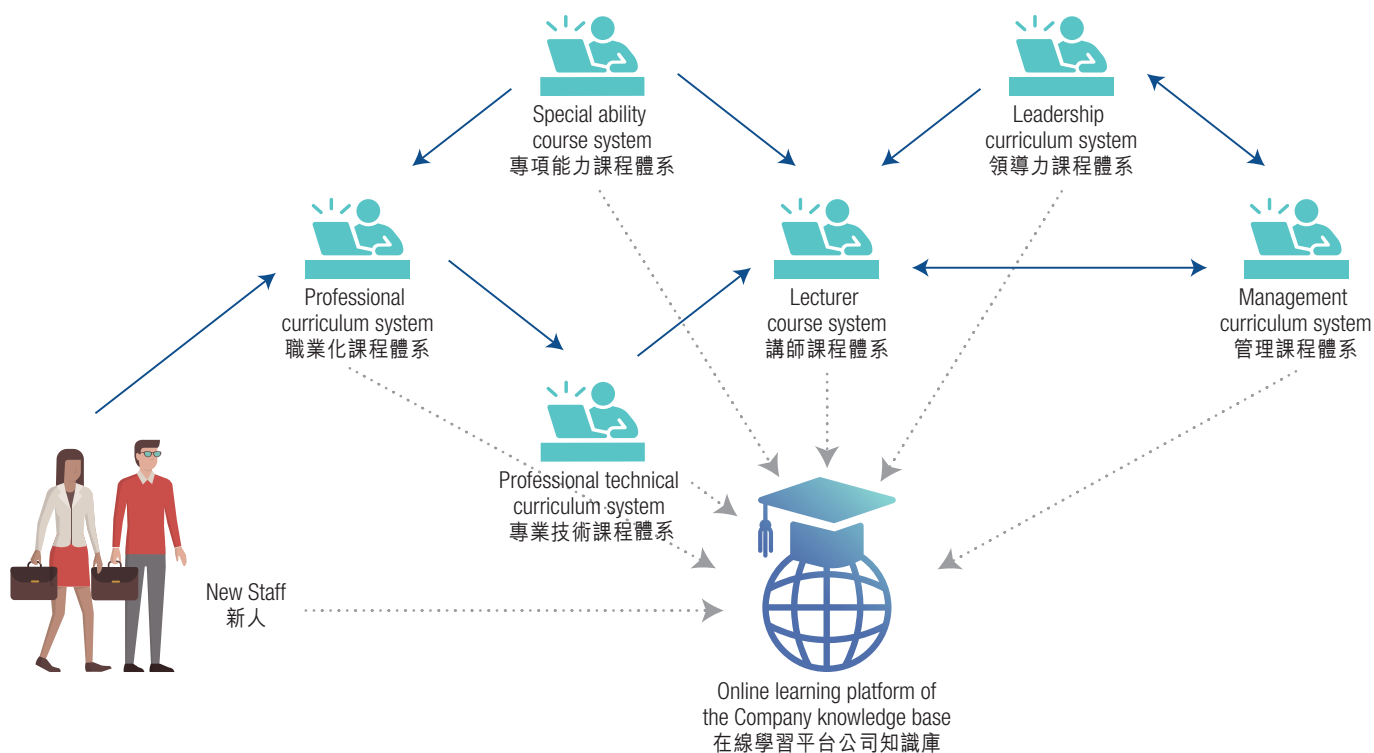 Special ability
course system
專項能力課程體系
Leadership
curriculum system
領導力課程體系
Professional
curriculum system
職業化課程體系
Lecturer
course system
講師課程體系
Management
curriculum system
管理課程體系
Professional technical
curriculum system
專業技術課程體系
New Staff
新人
Online learning platform of
the Company knowledge base
在線學習平台公司知識庫